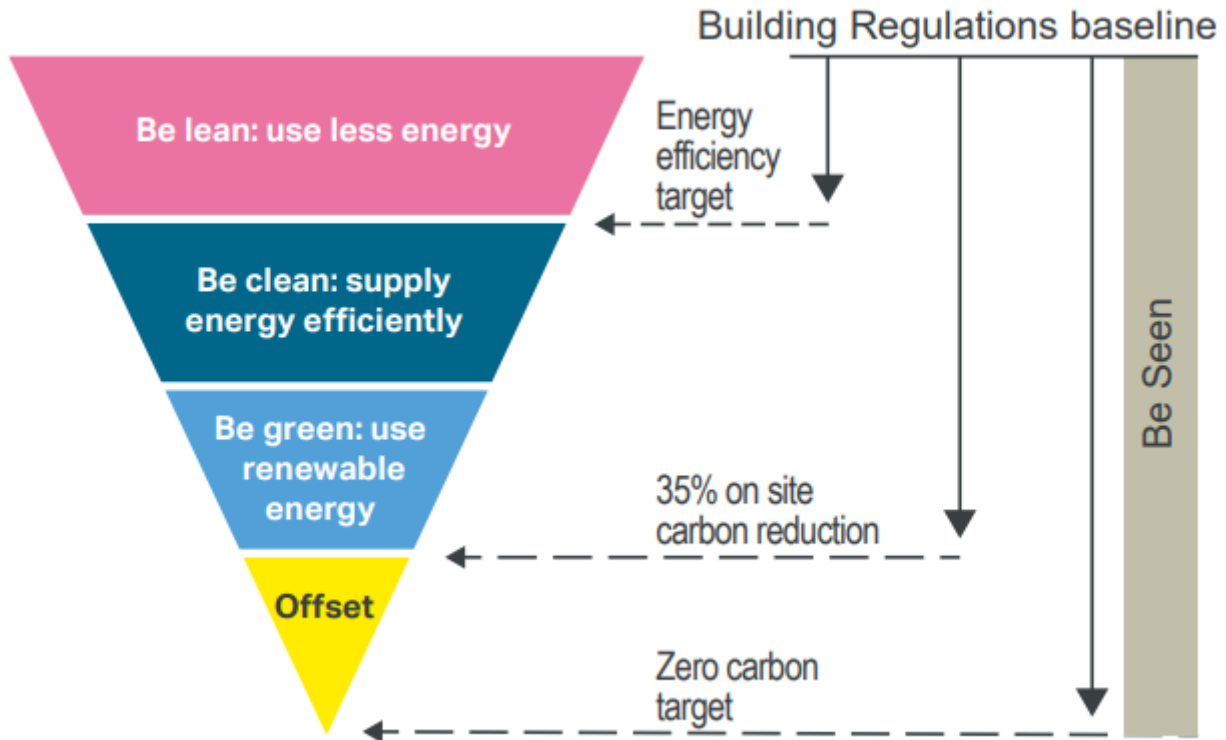 Building Regulations baseline
Be lean: use less energy
Energy
efficiency
target
Be clean: supply
energy efficiently
Be Seen
Be green: use
renewable
energy
35% on site
carbon reduction
Offset
Zero carbon
target